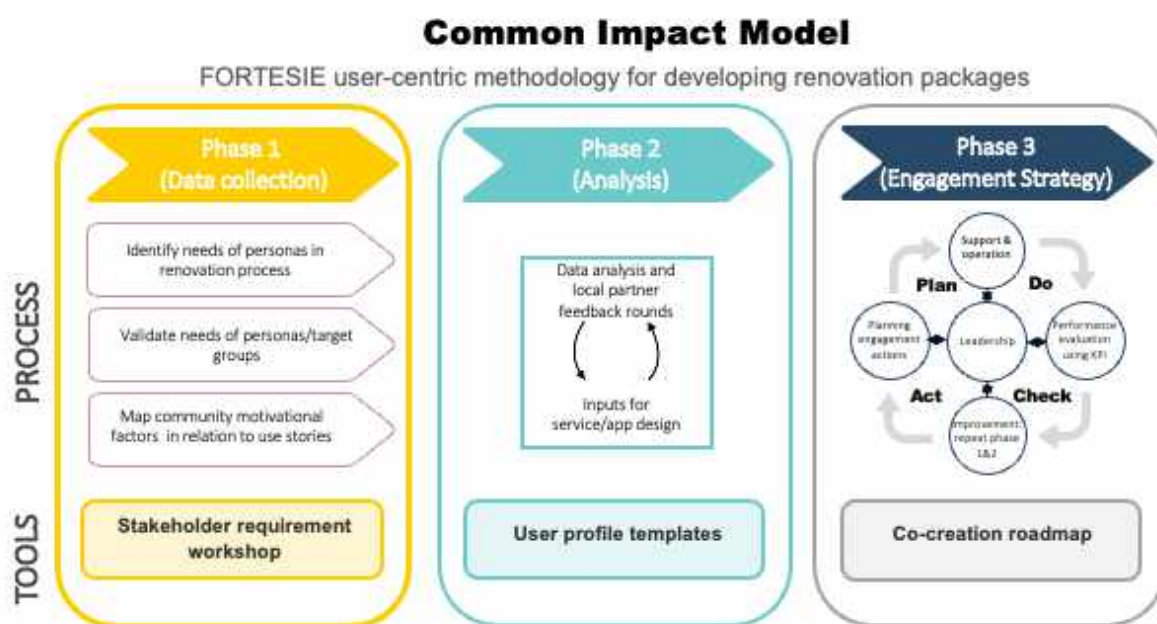 Common Impact Model
FORTESIE user-centric methodology for developing renovation packages
PROCESS
TOOLS
Phase 1
(Data collection)
Identify needs of personas in
renovation process
Validate needs of personas/target
groups
Map community motivational
factors in relation to use stories
Stakeholder requirement
workshop
Phase 2
(Analysis)
Data analysis and
local partner
feedback rounds
Inputs for
service/app design
User profile templates
Phase 3
(Engagement Strategy)
Support &
operation
Plan
Do
Planning
engagement
actions
Leadership
Performance
evaluation
using KPI
Act
Check
Improvement:
repeat phase
1&2
Co-creation roadmap